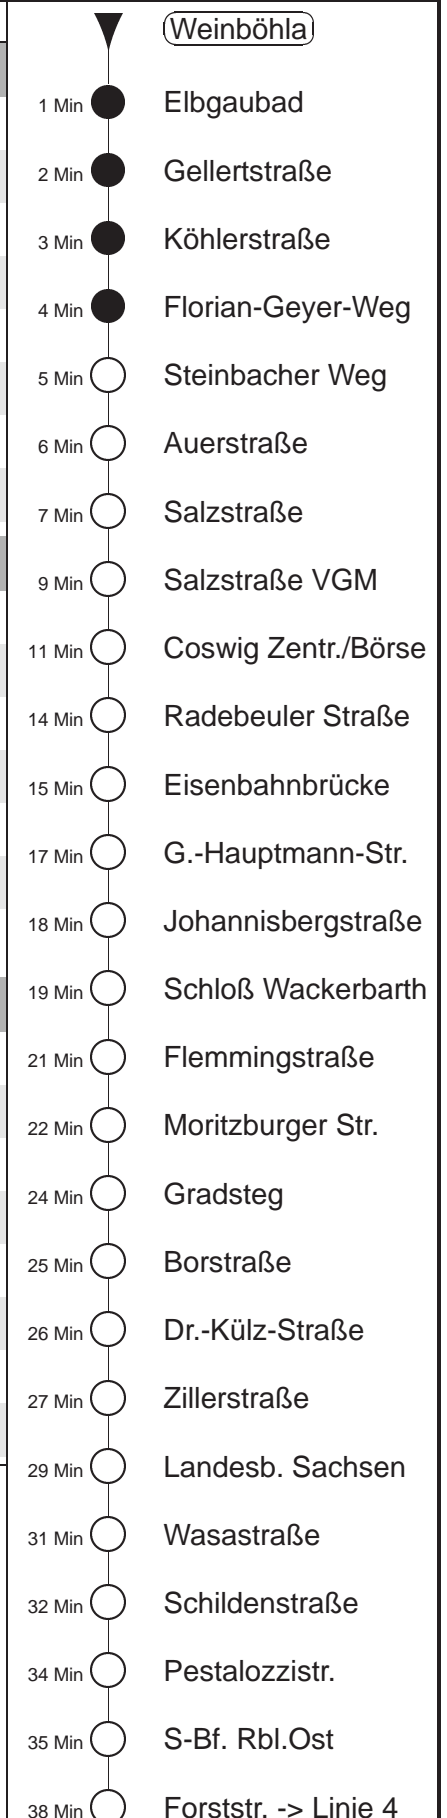 Weinböhla
1 Min Elbgaubad
2 Min Gellertstraße
3 Min Köhlerstraße
4 Min Florian-Geyer-Weg
5 Min Steinbacher Weg
6 Min Auerstraße
7 Min Salzstraße
9 Min Salzstraße VGM
11 Min Coswig Zentr./Börse
14 Min Radebeuler Straße
15 Min Eisenbahnbrücke
17 Min G.-Hauptmann-Str.
18 Min Johannisbergstraße
19 Min Schloß Wackerbarth
21 Min Flemmingstraße
22 Min Moritzburger Str.
24 Min Gradsteg
25 Min Borstraße
26 Min Dr.-Külz-Straße
27 Min Zillerstraße
29 Min Landesb. Sachsen
31 Min Wasastraße
32 Min Schildenstraße
34 Min Pestalozzistr.
35 Min S-Bf. Rbl.Ost
38 Min Forststr. -> Linie 4